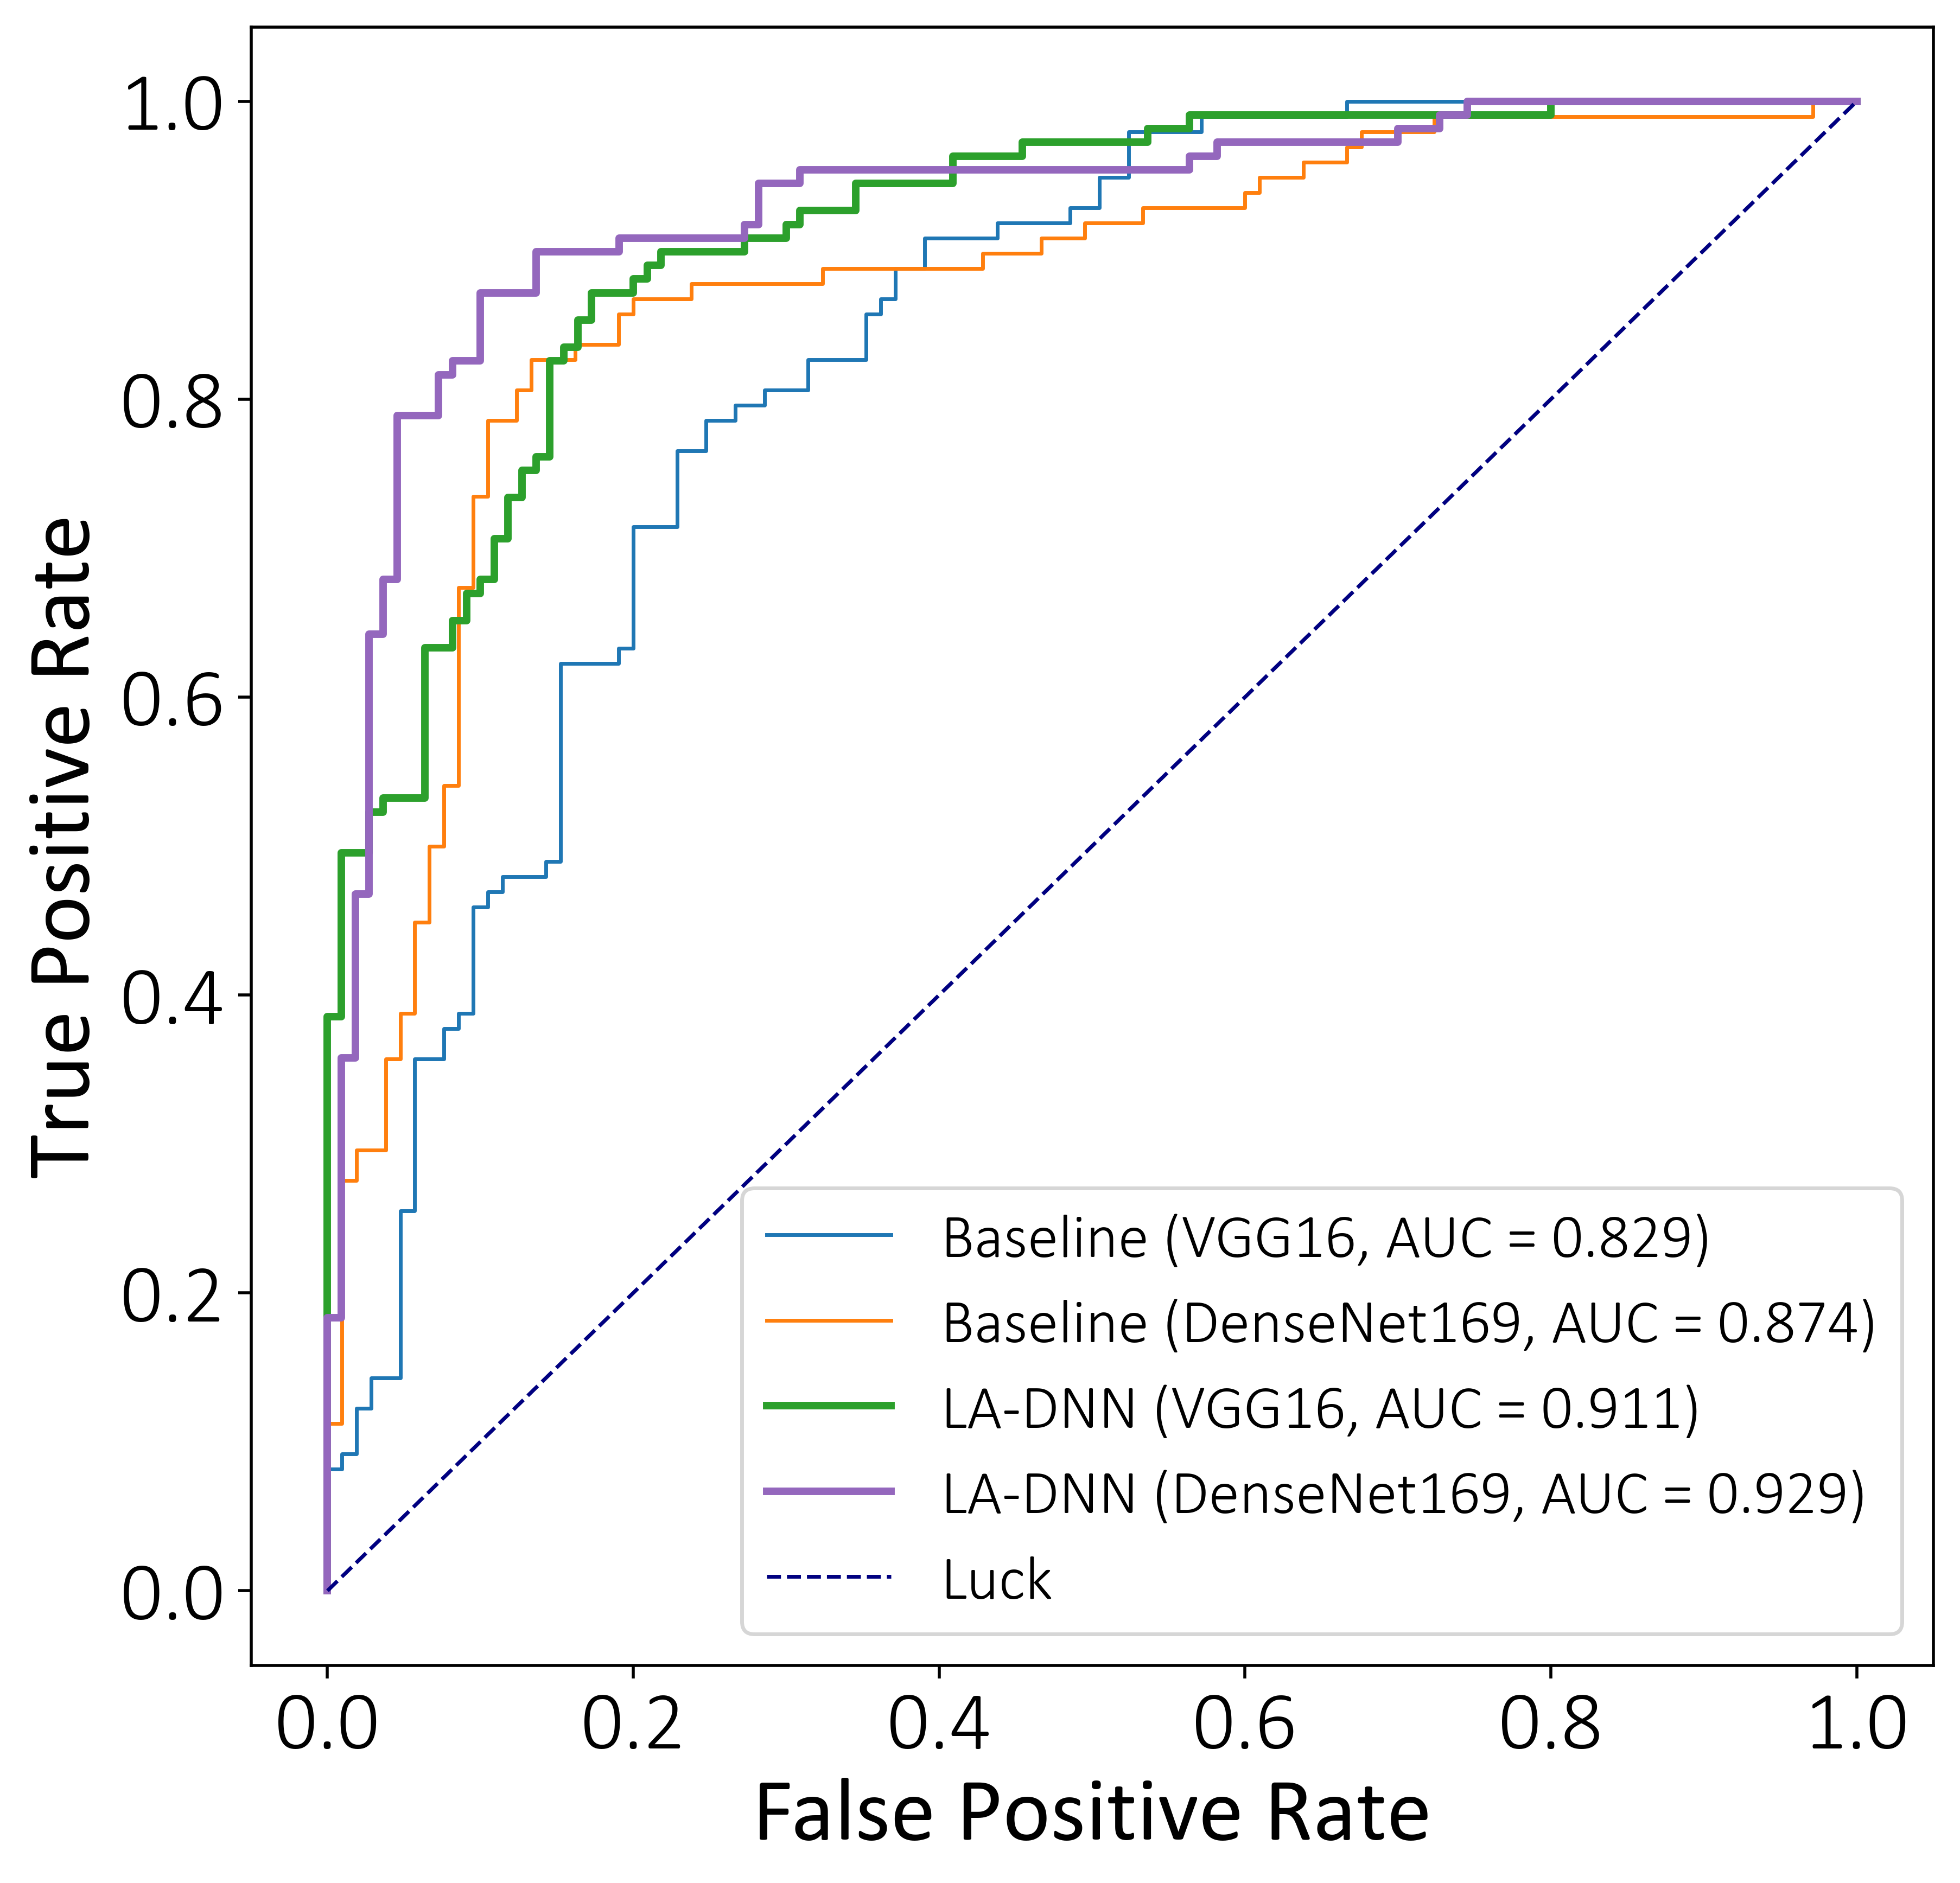 True Positive Rate
1.0
0.8
0.6
0.4
0.2
0.0
Baseline (VGG16, AUC = 0.829)
Baseline (DenseNet169, AUC = 0.874)
LA-DNN (VGG16, AUC = 0.911)
LA-DNN (DenseNet169, AUC = 0.929)
Luck
0.0 0.2 0.4 0.6 0.8 1.0
False Positive Rate